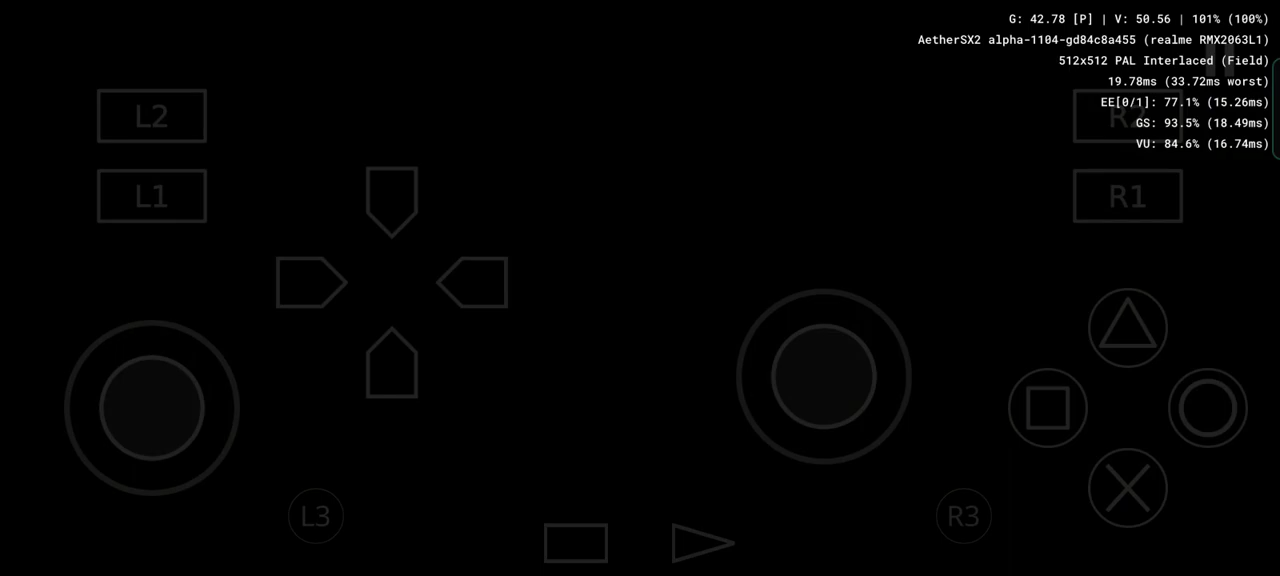 G: 42.78 [P] | V: 50.56 | 101% (100%)
AetherSX2 alpha-1104-gd84c8a455 (realme RMX2063L1)
512x512 PAL Interlaced (Field)
19.78ms (33.72ms worst)
EE[0/1]: 77.1% (15.26ms)
GS: 93.5% (18.49ms)
VU: 84.6% (16.74ms)
L2
R2
L1
R1
L3
R3